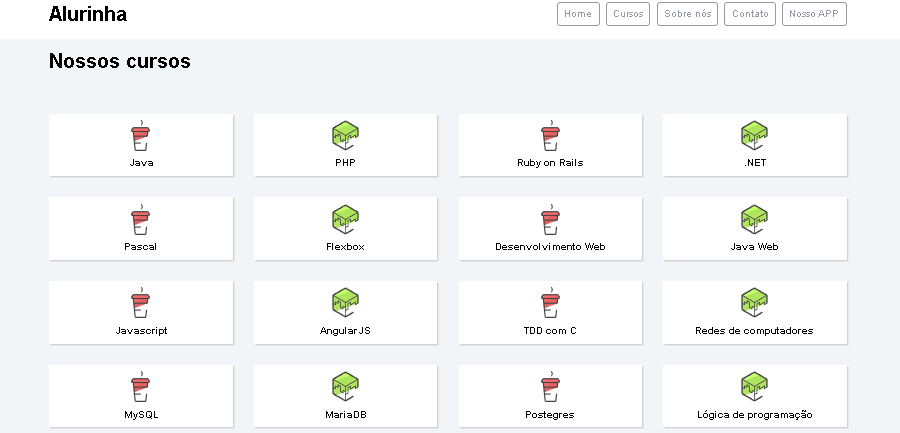 Alurinha
Home
Cursos
Sobre nós
Contato
Nosso APP
Nossos cursos
Java
PHP
Ruby on Rails
.NET
Pascal
Flexbox
Desenvolvimento Web
Java Web
Javascript
AngularJS
TDD com C
Redes de computadores
MySQL
MariaDB
Postegres
Lógica de programação